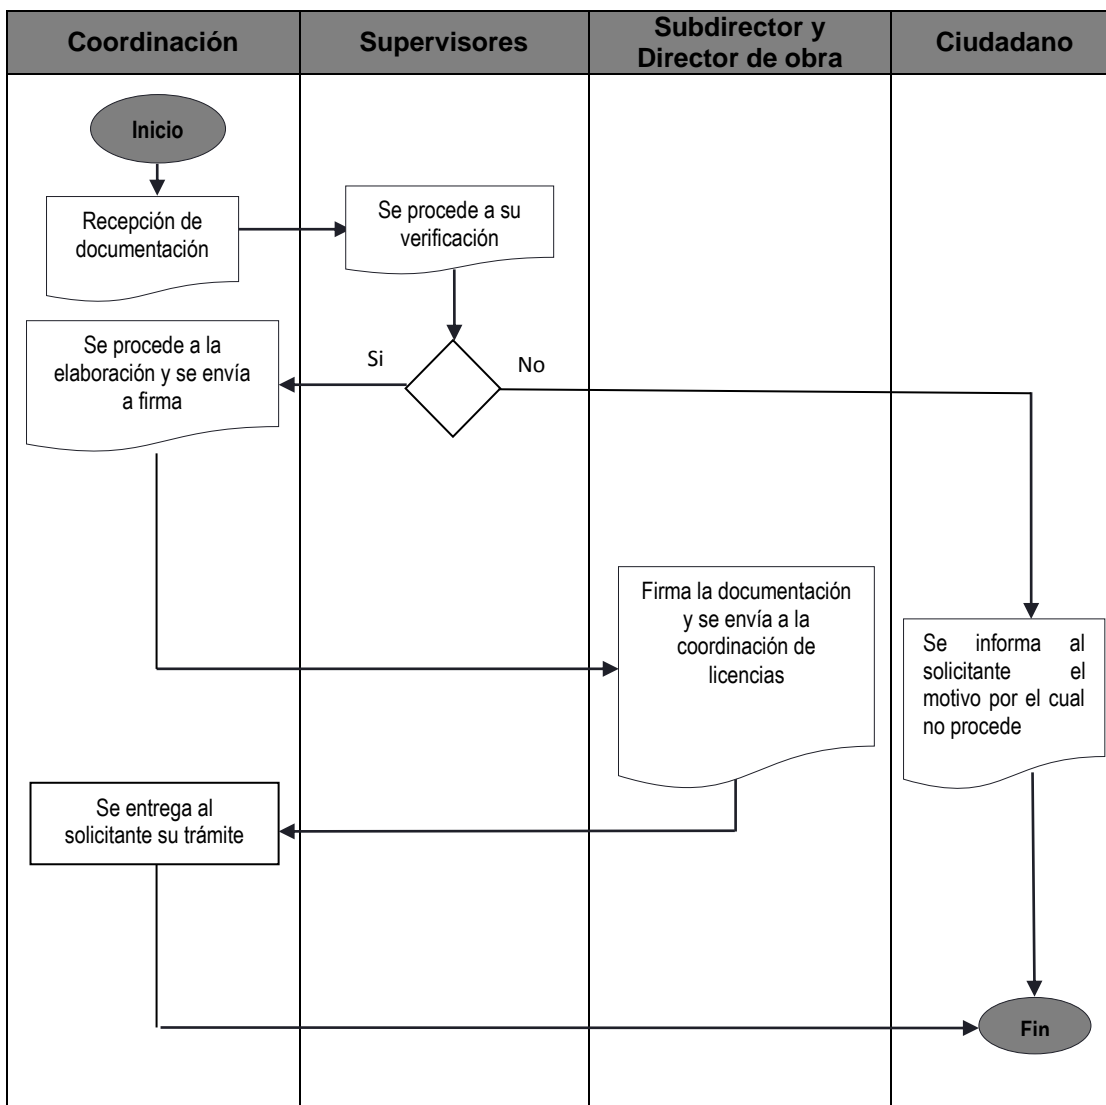 Coordinación
Supervisores
Subdirector y
Director de obra
Ciudadano
Inicio
Recepción de
documentación
Se procede a su
verificación
Se procede a la
elaboración y se envía
a firma
Si
No
Firma la documentación
y se envía a la
coordinación de
licencias
Se informa al
solicitante el
motivo por el cual
no procede
Se entrega al
solicitante su trámite
Fin